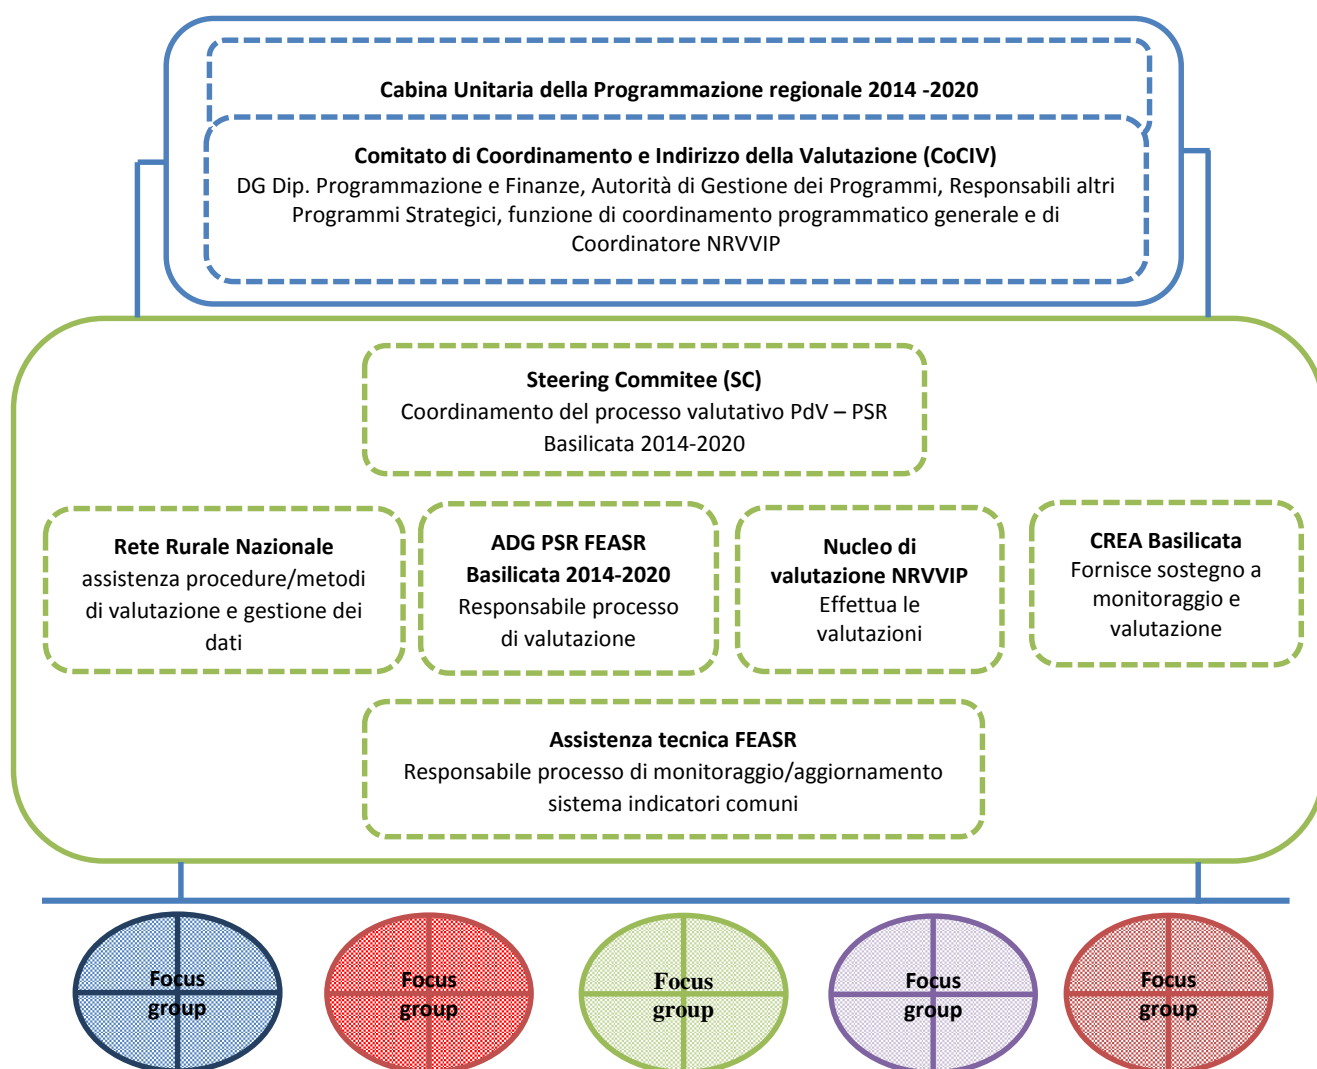 Cabina Unitaria della Programmazione regionale 2014 -2020
Comitato di Coordinamento e Indirizzo della Valutazione (CoCIV)
DG Dip. Programmazione e Finanze, Autorità di Gestione dei Programmi, Responsabili altri
Programmi Strategici, funzione di coordinamento programmatico generale e di
Coordinatore NRVVIP
Steering Commitee (SC)
Coordinamento del processo valutativo PdV – PSR
Basilicata 2014-2020
Rete Rurale Nazionale
assistenza procedure/metodi
di valutazione e gestione dei
dati
ADG PSR FEASR
Basilicata 2014-2020
Responsabile processo
di valutazione
Nucleo di
valutazione NRVVIP
Effettua le
valutazioni
CREA Basilicata
Fornisce sostegno a
monitoraggio e
valutazione
Assistenza tecnica FEASR
Responsabile processo di monitoraggio/aggiornamento
sistema indicatori comuni
Focus
group
Focus
group
Focus
group
Focus
group
Focus
group